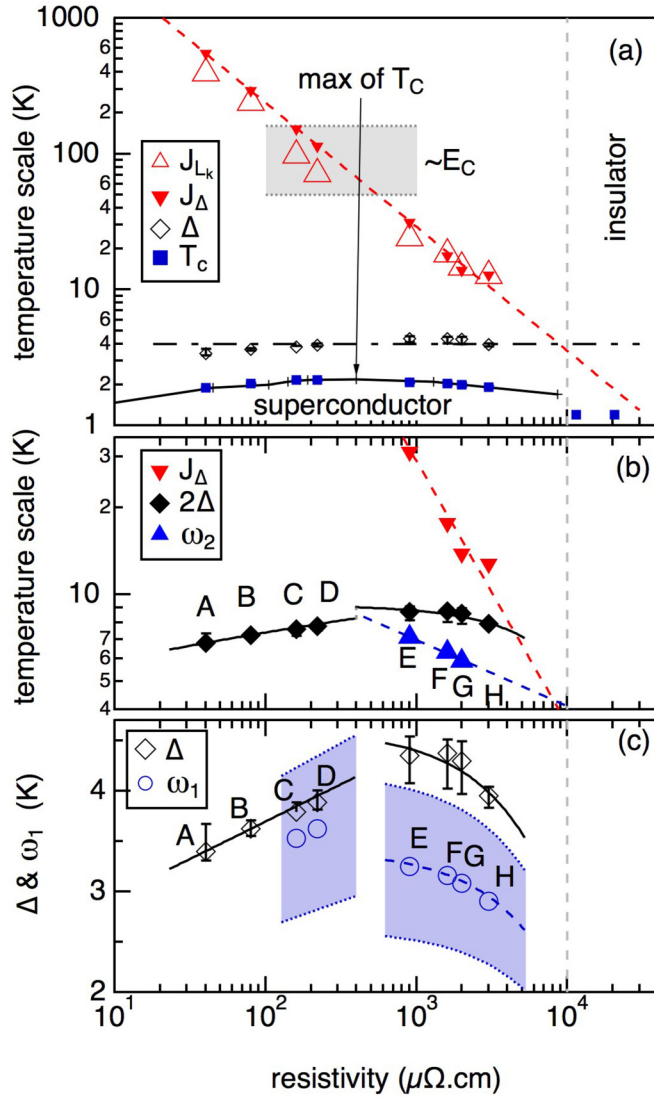 1000
6
4
2
100
6
4
2
10
6
4
2
1
temperature scale (K)
(a)
max of T_C
J_{L_k}
J_Δ
Δ
T_c
~E_C
insulator
superconductor
3
2
10
9
8
7
6
5
4
temperature scale (K)
(b)
J_Δ
2Δ
ω_2
A
B
C
D
E
F
G
H
4
3
2
Δ & ω_1 (K)
(c)
Δ
ω_1
A
B
C
D
E
F
G
H
10^1
10^2
10^3
10^4
resistivity (μΩ.cm)